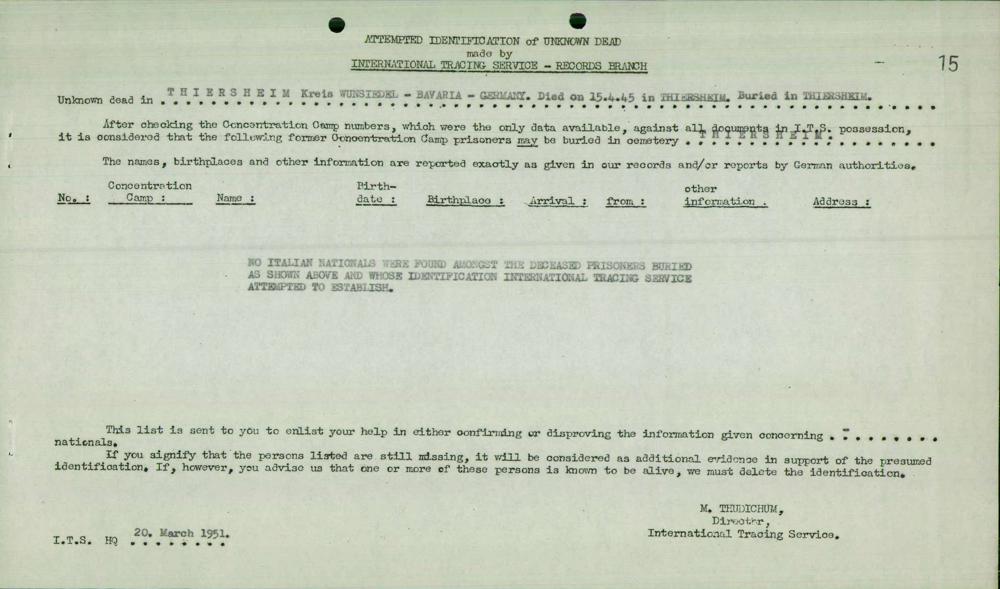 ATTEMPTED IDENTIFICATION of UNKNOWN DEAD
made by
INTERNATIONAL TRACING SERVICE - RECORDS BRANCH
15
Unknown dead in THIERSHEIM Kreis WUNSIEDEL - BAVARIA - GERMANY. Died on 15.4.45 in THIERSHEIM. Buried in THIERSHEIM.
After checking the Concentration Camp numbers, which were the only data available, against all documents in I.T.S. possession,
it is considered that the following former Concentration Camp prisoners may be buried in cemetery THIERSHEIM.
The names, birthplaces and other information are reported exactly as given in our records and/or reports by German authorities.
No. : Concentration Camp : Name : Birth-date : Birthplace : Arrival : from : other information . Address :
NO ITALIAN NATIONALS WERE FOUND AMONGST THE DECEASED PRISONERS BURIED
AS SHOWN ABOVE AND WHOSE IDENTIFICATION INTERNATIONAL TRACING SERVICE
ATTEMPTED TO ESTABLISH.
This list is sent to you to enlist your help in either confirming or disproving the information given concerning . - . . . . . . .
nationals.
If you signify that the persons listed are still missing, it will be considered as additional evidence in support of the presumed
identification. If, however, you advise us that one or more of these persons is known to be alive, we must delete the identification.
M. THUDICHUM,
Director,
International Tracing Service.
I.T.S. HQ 20. March 1951.